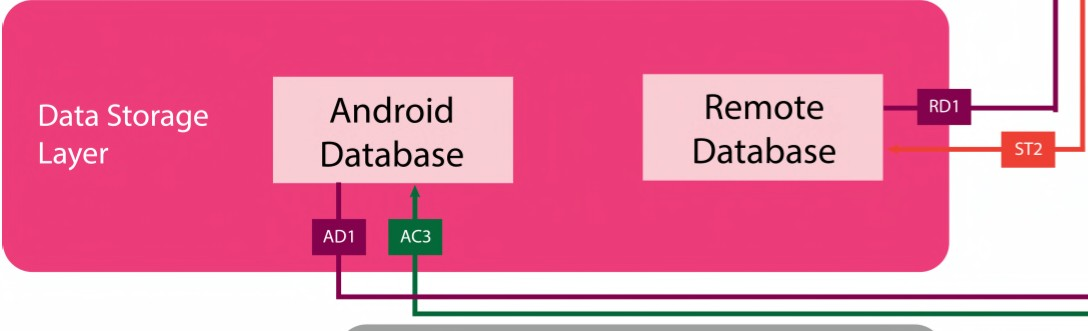 Data Storage
Layer
Android
Database
Remote
Database
RD1
ST2
AD1
AC3